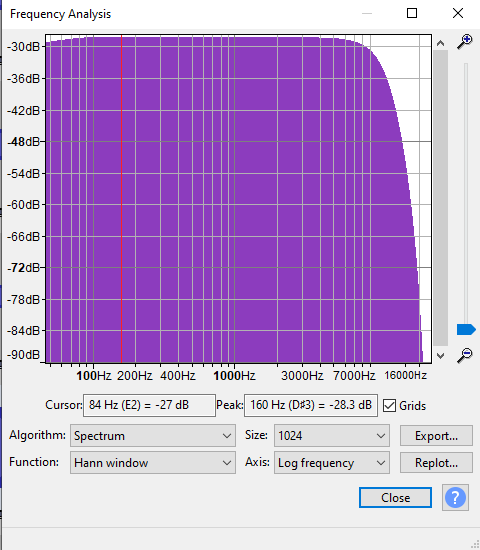 Frequency Analysis
-30dB
-36dB
-42dB
-48dB
-54dB
-60dB
-66dB
-72dB
-78dB
-84dB
-90dB
100Hz 200Hz 400Hz 1000Hz 3000Hz 7000Hz 16000Hz
Cursor: 84 Hz (E2) = -27 dB Peak: 160 Hz (D♯3) = -28.3 dB Grids
Algorithm: Spectrum Size: 1024 Export...
Function: Hann window Axis: Log frequency Replot...
Close ?